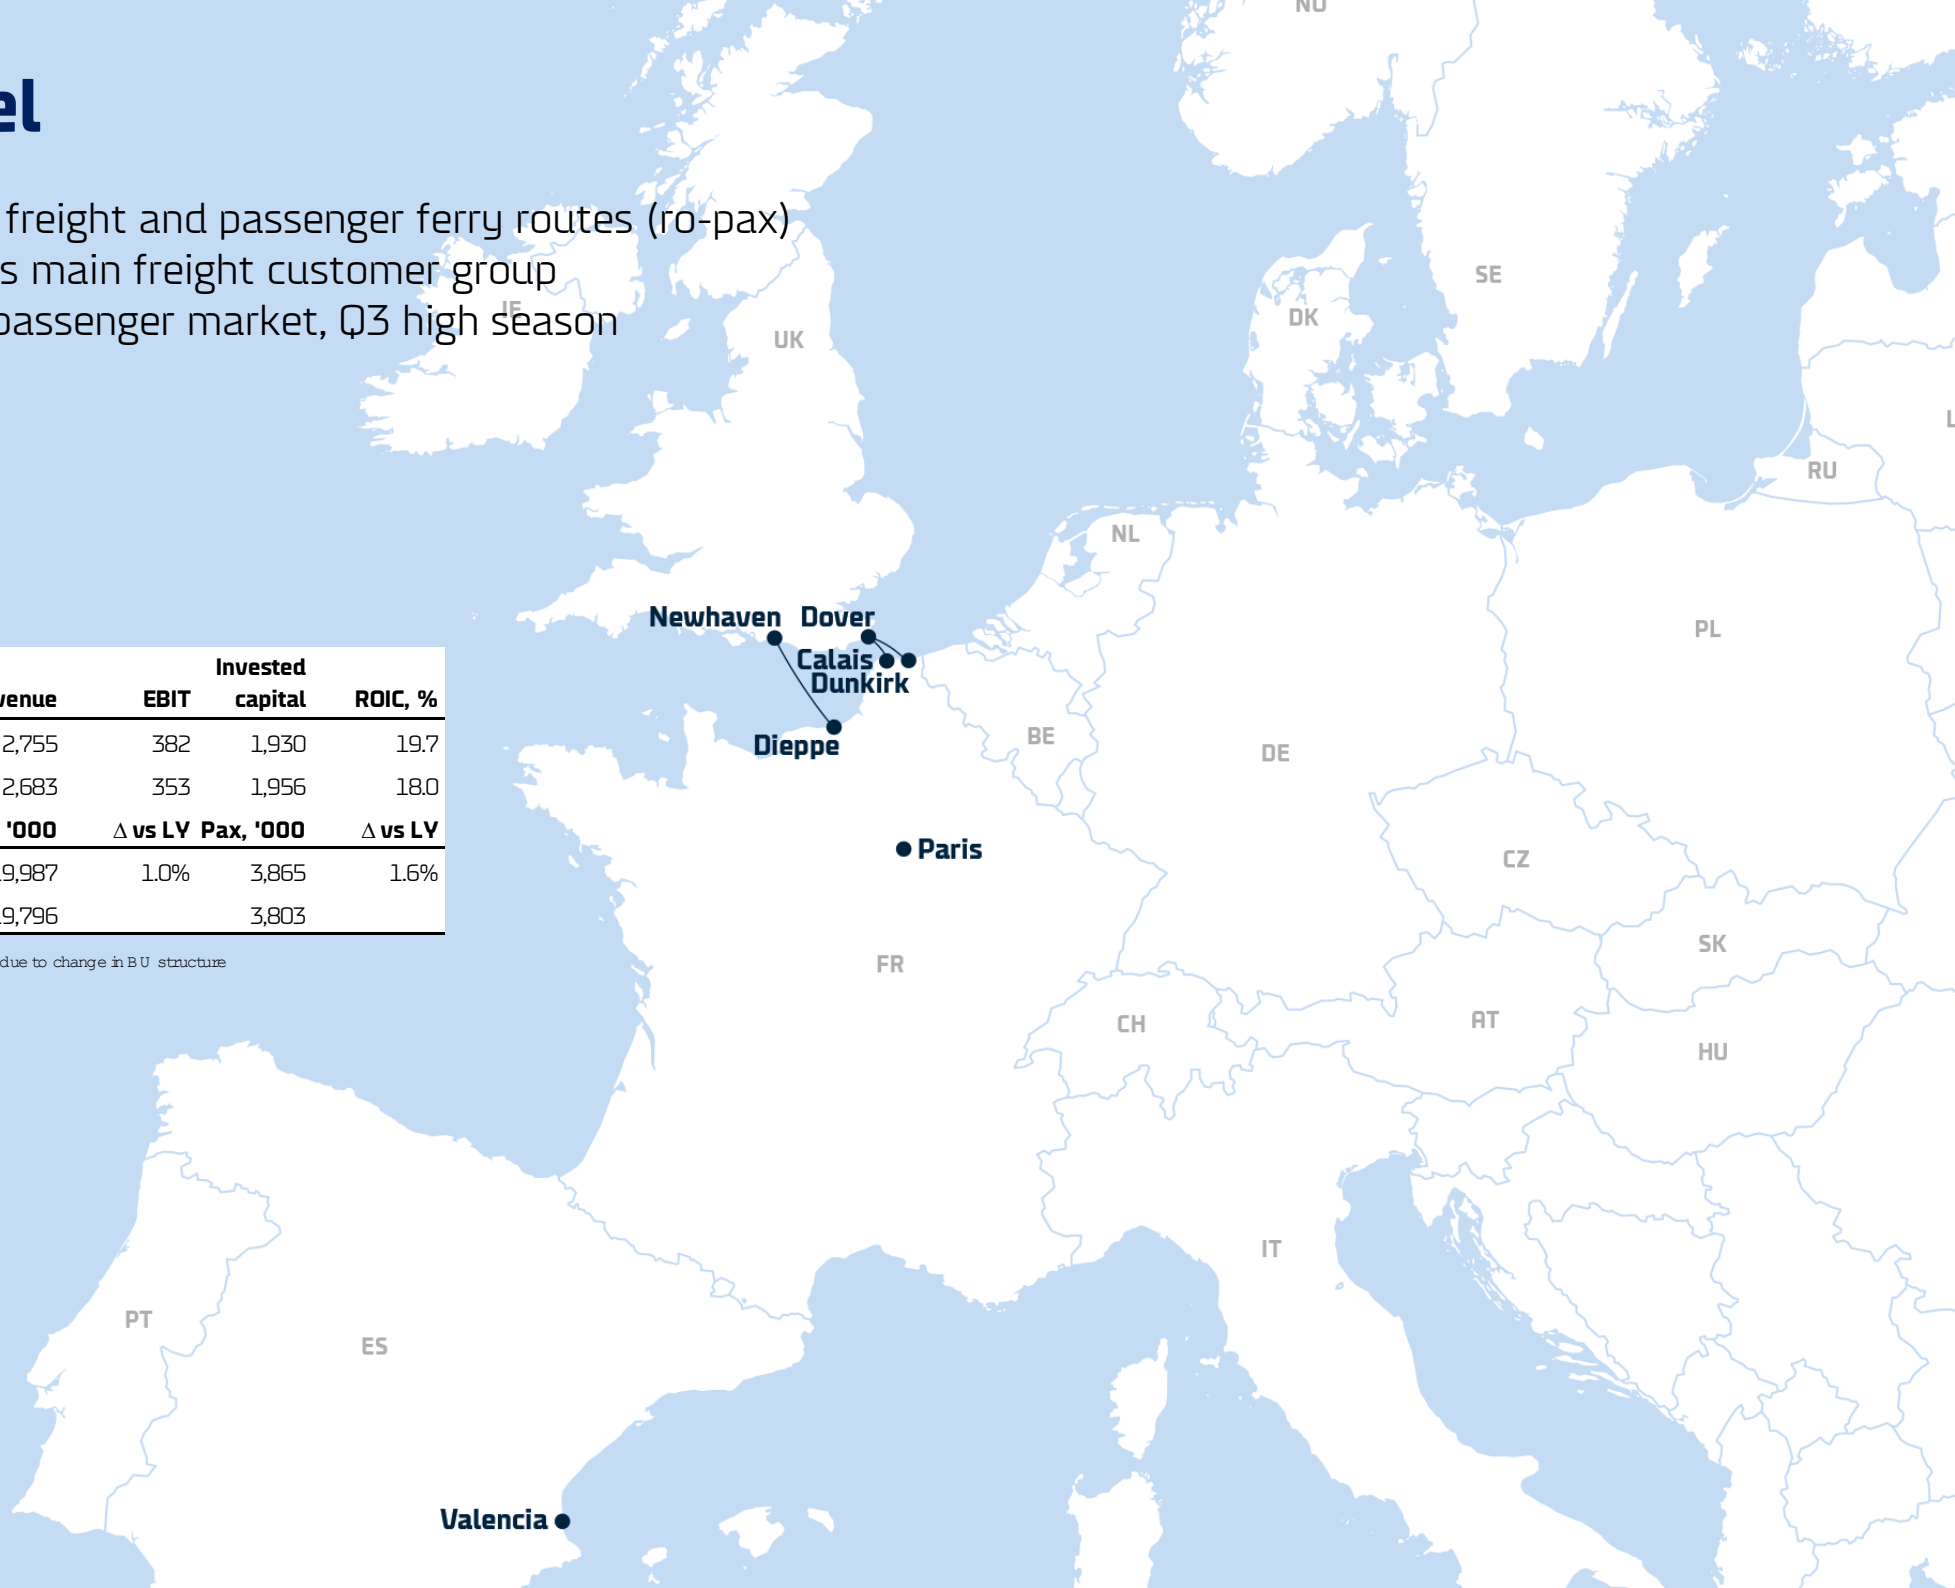 el
freight and passenger ferry routes (ro-pax)
s main freight customer group
passenger market, Q3 high season
venue EBIT Invested capital ROIC, %
2,755 382 1,930 19.7
2,683 353 1,956 18.0
'000 Δ vs LY Pax, '000 Δ vs LY
9,987 1.0% 3,865 1.6%
9,796 3,803
due to change in BU structure
NO
SE
DK
IE
UK
L
RU
NL
Newhaven Dover
Calais
Dunkirk
Dieppe
PL
BE
DE
Paris
CZ
FR
SK
CH
AT
HU
IT
PT
ES
Valencia